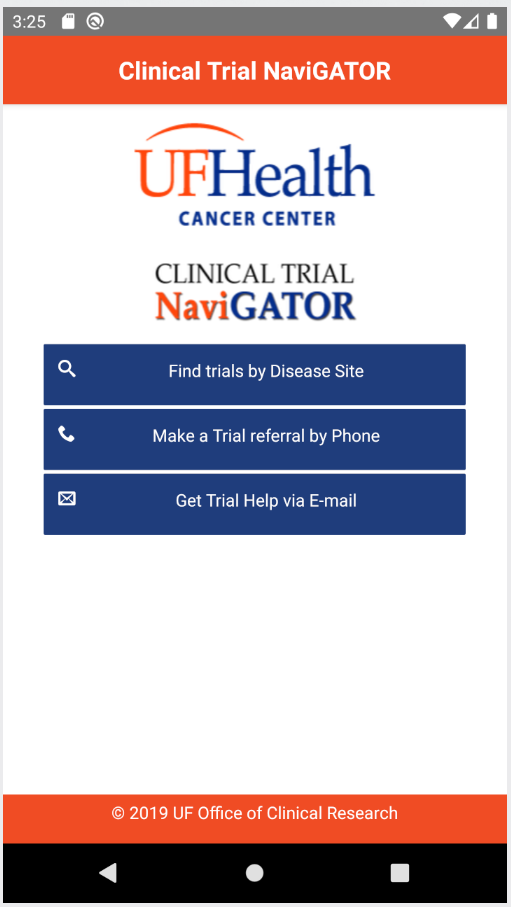 3:25
Clinical Trial NaviGATOR
UFHealth
CANCER CENTER
CLINICAL TRIAL
NaviGATOR
Find trials by Disease Site
Make a Trial referral by Phone
Get Trial Help via E-mail
© 2019 UF Office of Clinical Research